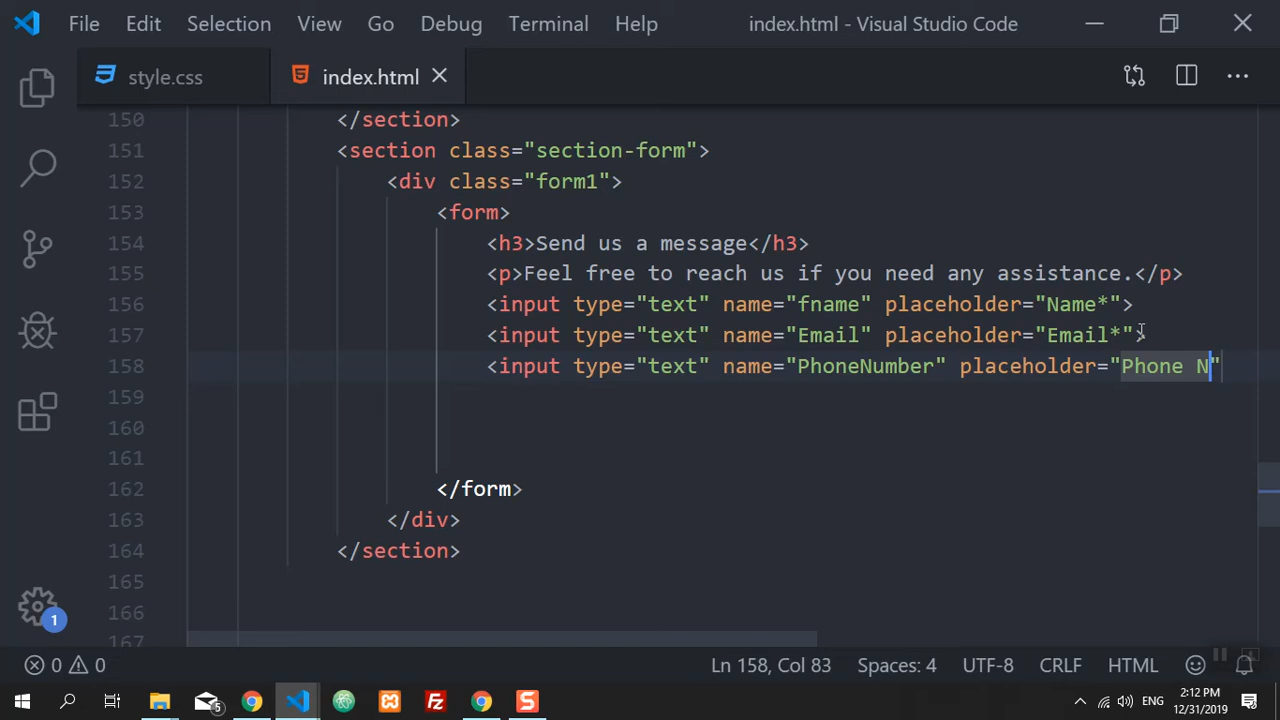 File Edit Selection View Go Debug Terminal Help index.html - Visual Studio Code
style.css index.html
150 </section>
151 <section class="section-form">
152 <div class="form1">
153 <form>
154 <h3>Send us a message</h3>
155 <p>Feel free to reach us if you need any assistance.</p>
156 <input type="text" name="fname" placeholder="Name*">
157 <input type="text" name="Email" placeholder="Email*">
158 <input type="text" name="PhoneNumber" placeholder="Phone N"
159
160
161
162 </form>
163 </div>
164 </section>
165
166
167
1
0 0 Ln 158, Col 83 Spaces: 4 UTF-8 CRLF HTML
5 Fz S ENG 2:12 PM
12/31/2019